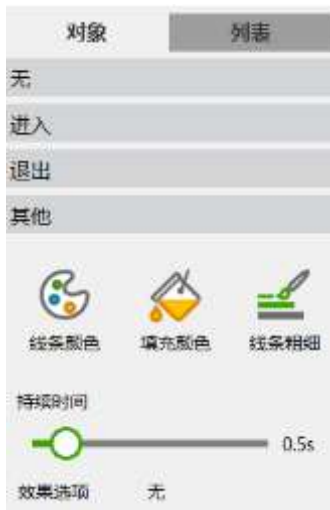 对象 列表
无
进入
退出
其他
线条颜色 填充颜色 线条粗细
持续时间
0.5s
效果选项 无